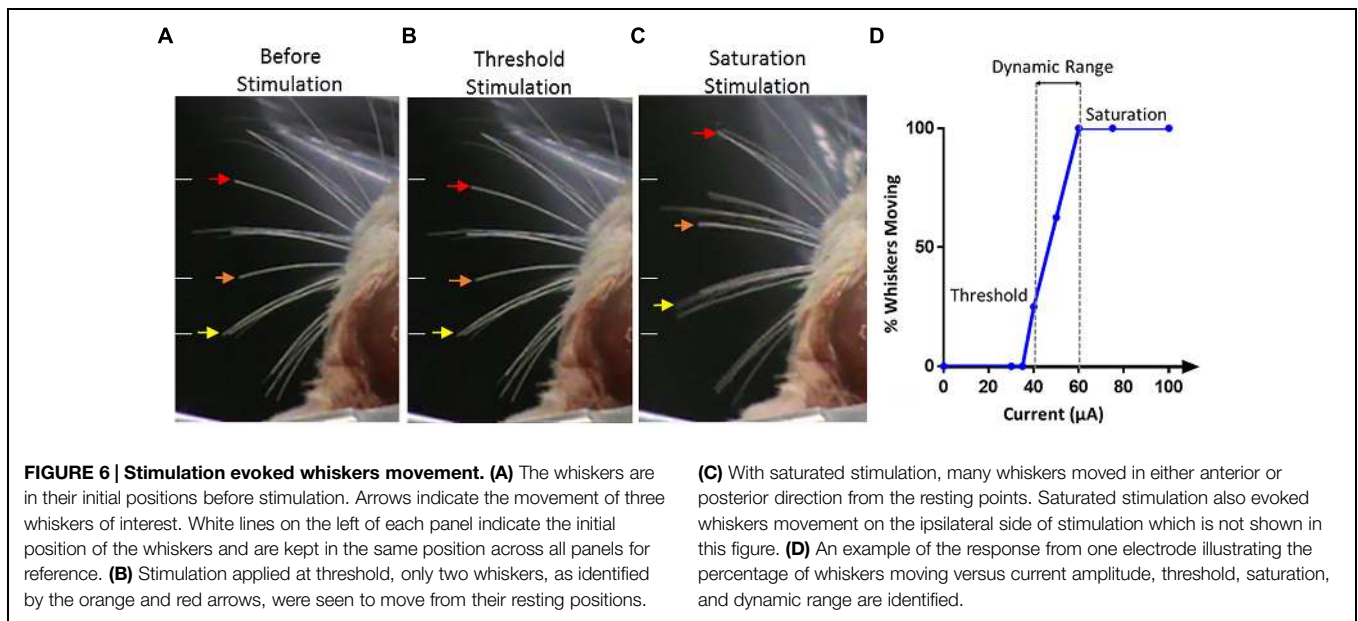 A
Before
Stimulation
B
Threshold
Stimulation
C
Saturation
Stimulation
D
Dynamic Range
Saturation
Threshold
% Whiskers Moving
100
50
0
0 20 40 60 80 100
Current (µA)
FIGURE 6 | Stimulation evoked whiskers movement. (A) The whiskers are
in their initial positions before stimulation. Arrows indicate the movement of three
whiskers of interest. White lines on the left of each panel indicate the initial
position of the whiskers and are kept in the same position across all panels for
reference. (B) Stimulation applied at threshold, only two whiskers, as identified
by the orange and red arrows, were seen to move from their resting positions.
(C) With saturated stimulation, many whiskers moved in either anterior or
posterior direction from the resting points. Saturated stimulation also evoked
whiskers movement on the ipsilateral side of stimulation which is not shown in
this figure. (D) An example of the response from one electrode illustrating the
percentage of whiskers moving versus current amplitude, threshold, saturation,
and dynamic range are identified.